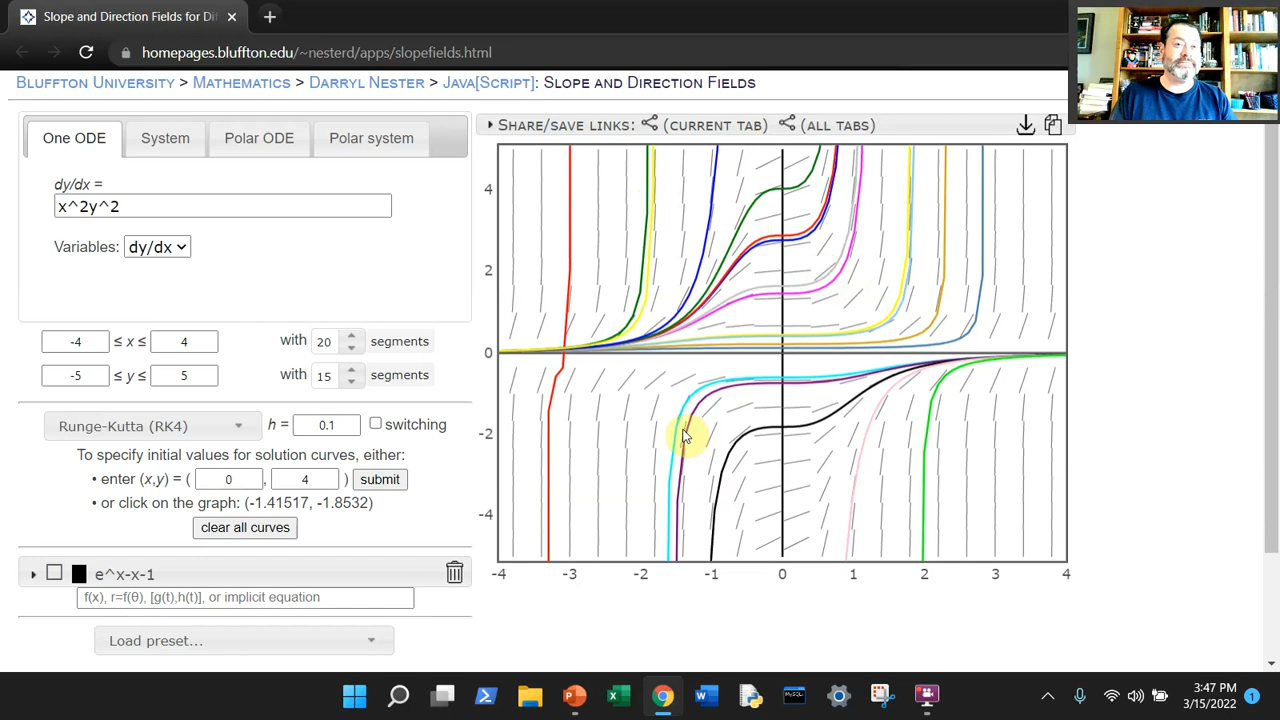 Slope and Direction Fields for Dif
homepages.bluffton.edu/~nesterd/apps/slopefields.html
BLUFFTON UNIVERSITY > MATHEMATICS > DARRYL NESTER > JAVA[SCRIPT]: SLOPE AND DIRECTION FIELDS
One ODE System Polar ODE Polar system
dy/dx =
x^2y^2
Variables: dy/dx
-4 ≤ x ≤ 4 with 20 segments
-5 ≤ y ≤ 5 with 15 segments
Runge-Kutta (RK4) h = 0.1 switching
To specify initial values for solution curves, either:
• enter (x,y) = ( 0 , 4 ) submit
• or click on the graph: (-1.41517, -1.8532)
clear all curves
e^x-x-1
f(x), r=f(θ), [g(t),h(t)], or implicit equation
Load preset...
SHARE/SAVE LINKS: (CURRENT TAB) (ALL TABS)
4
2
0
-2
-4
-4 -3 -2 -1 0 1 2 3 4
3:47 PM
3/15/2022
1